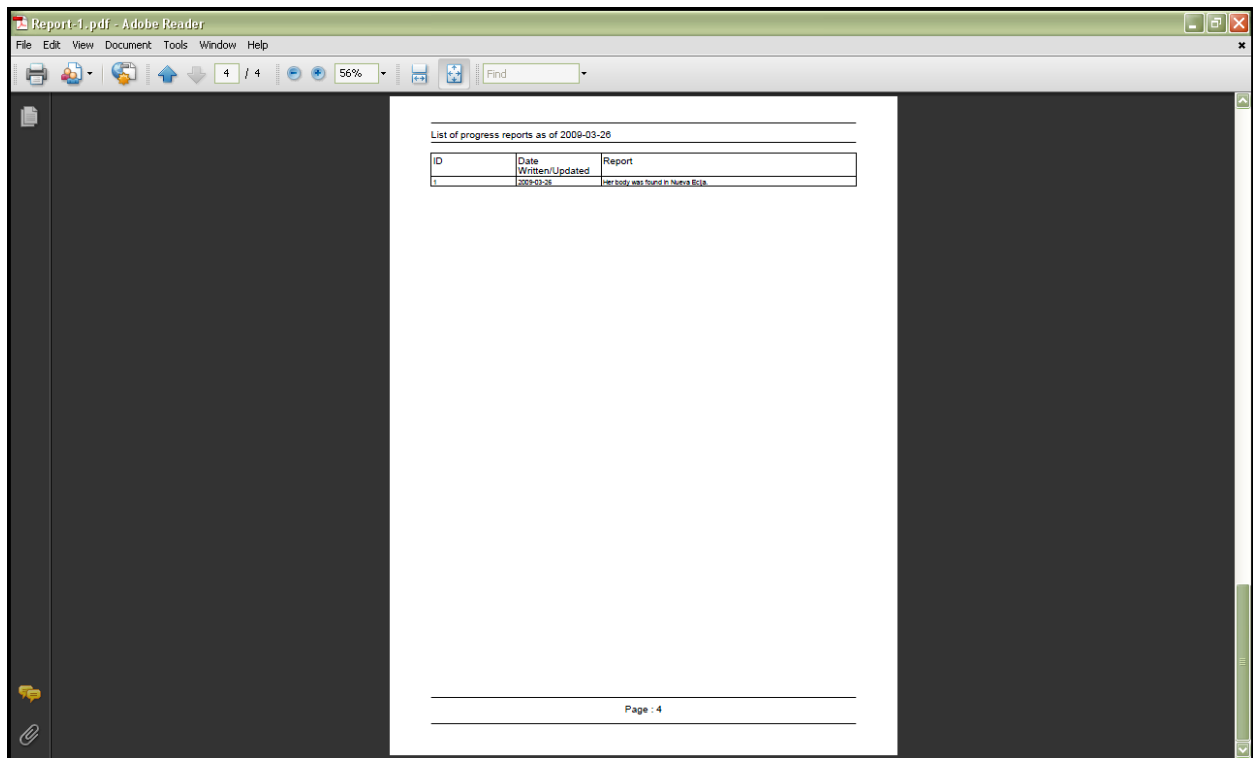 Report-1.pdf - Adobe Reader
File Edit View Document Tools Window Help
4 / 4 56% Find
List of progress reports as of 2009-03-26
ID Date Report
Written/Updated
1 2009-03-26 Her body was found in Nueva Ecija.
Page : 4